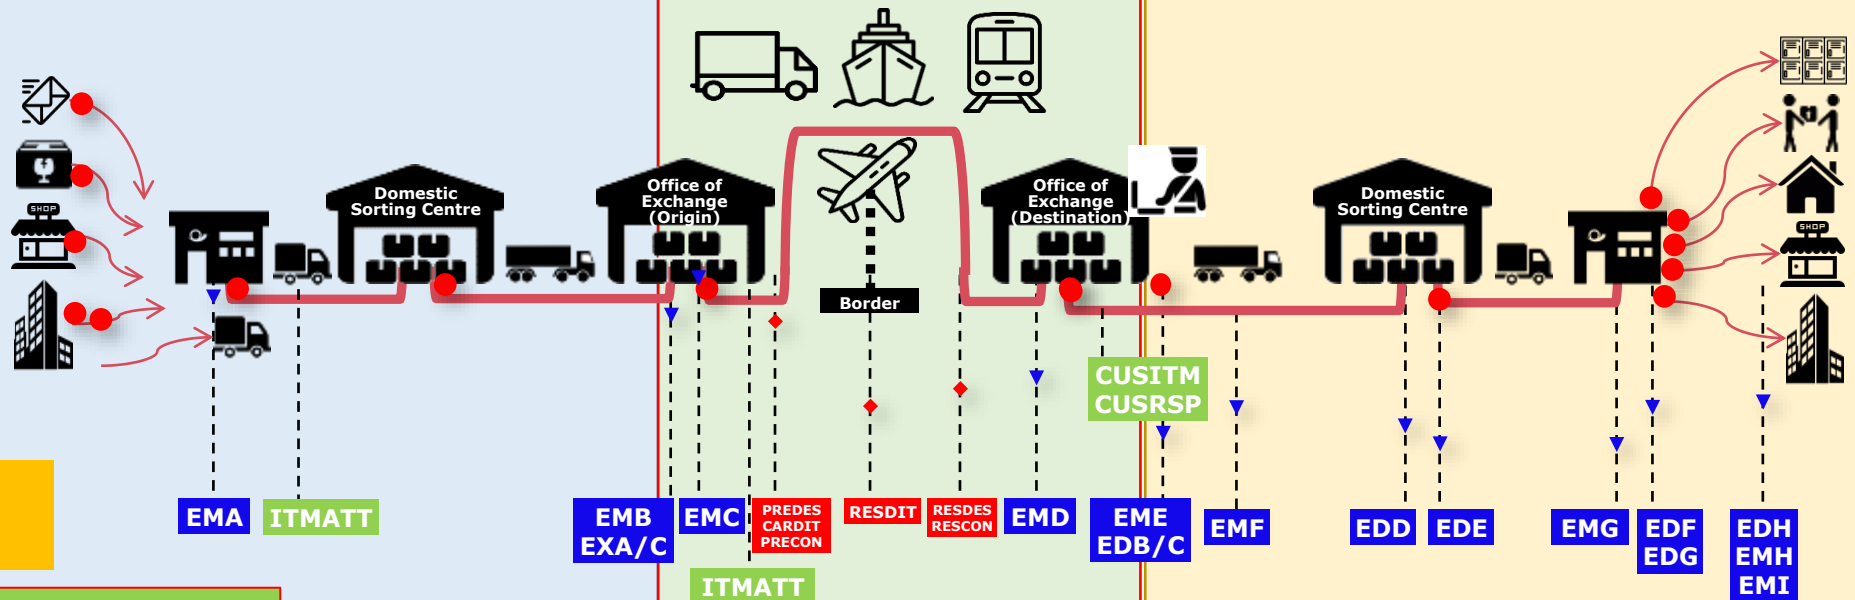 SHOP
Domestic
Sorting Centre
Office of
Exchange
(Origin)
Border
Office of
Exchange
(Destination)
Domestic
Sorting Centre
SHOP
CUSITM
CUSRSP
EMA
ITMATT
EMB
EXA/C
EMC
ITMATT
PREDES
CARDIT
PRECON
RESDIT
RESDES
RESCON
EMD
EME
EDB/C
EMF
EDD
EDE
EMG
EDF
EDG
EDH
EMH
EMI